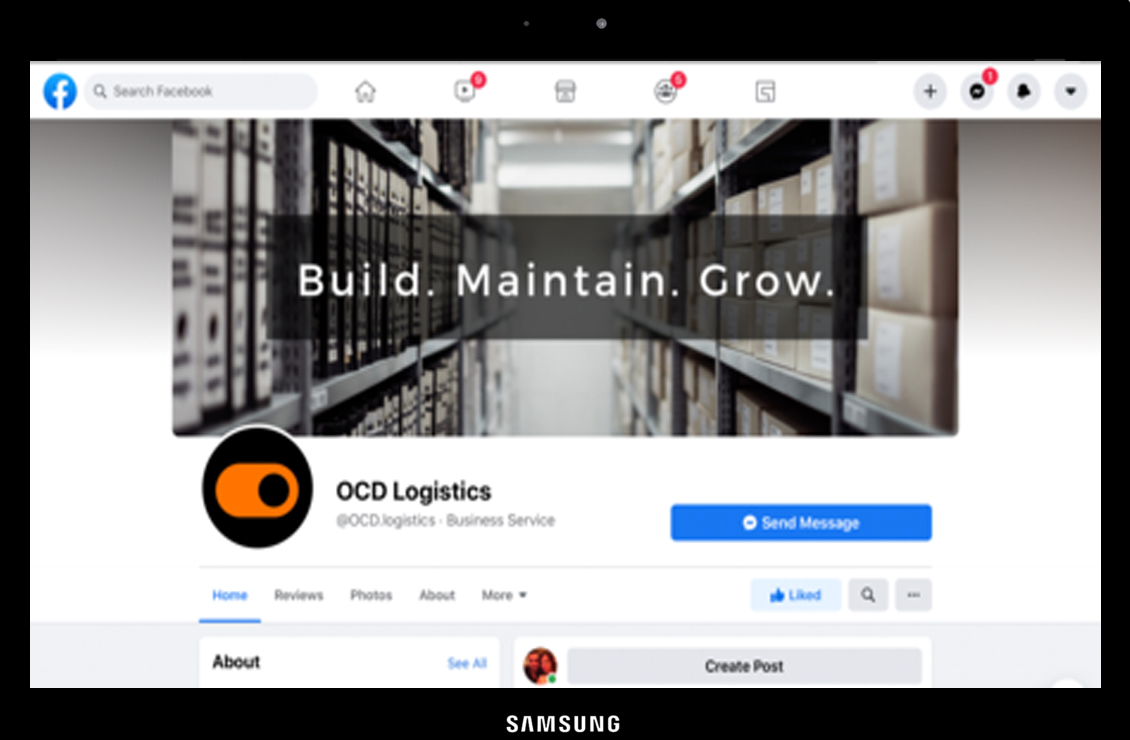 Search Facebook
9
5
1
Build. Maintain. Grow.
OCD Logistics
@OCD.logistics · Business Service
Send Message
Home Reviews Photos About More
Liked
About
See All
Create Post
SAMSUNG